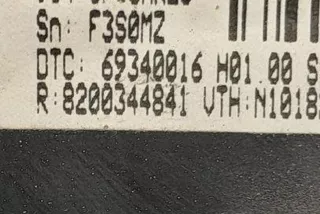 Sn: F3S0MZ
DTC: 69340016 H01.00 S
R:8200344841 VTH:N1018